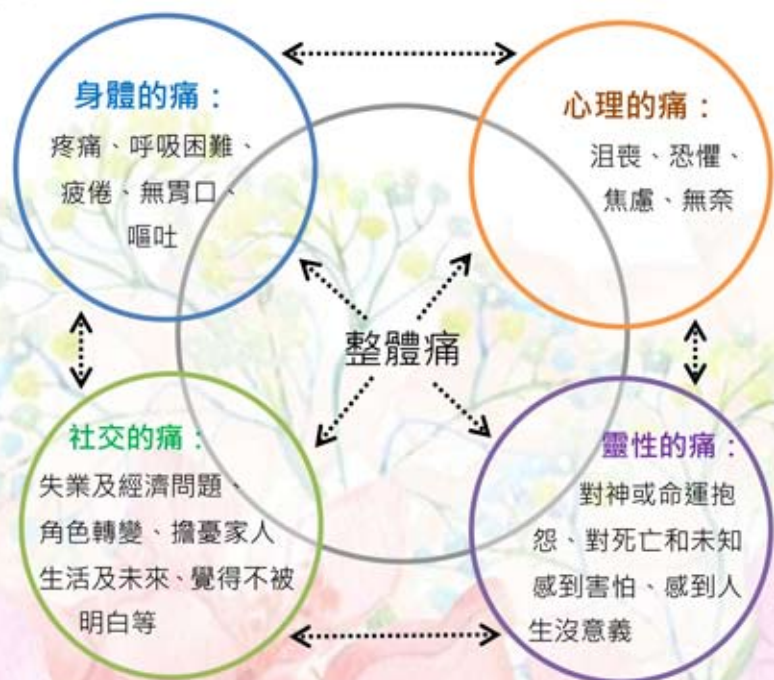 身體的痛：
疼痛、呼吸困難、
疲倦、無胃口、
嘔吐
心理的痛：
沮喪、恐懼、
焦慮、無奈
整體痛
社交的痛：
失業及經濟問題、
角色轉變、擔憂家人
生活及未來、覺得不被
明白等
靈性的痛：
對神或命運抱
怨、對死亡和未知
感到害怕、感到人
生沒意義